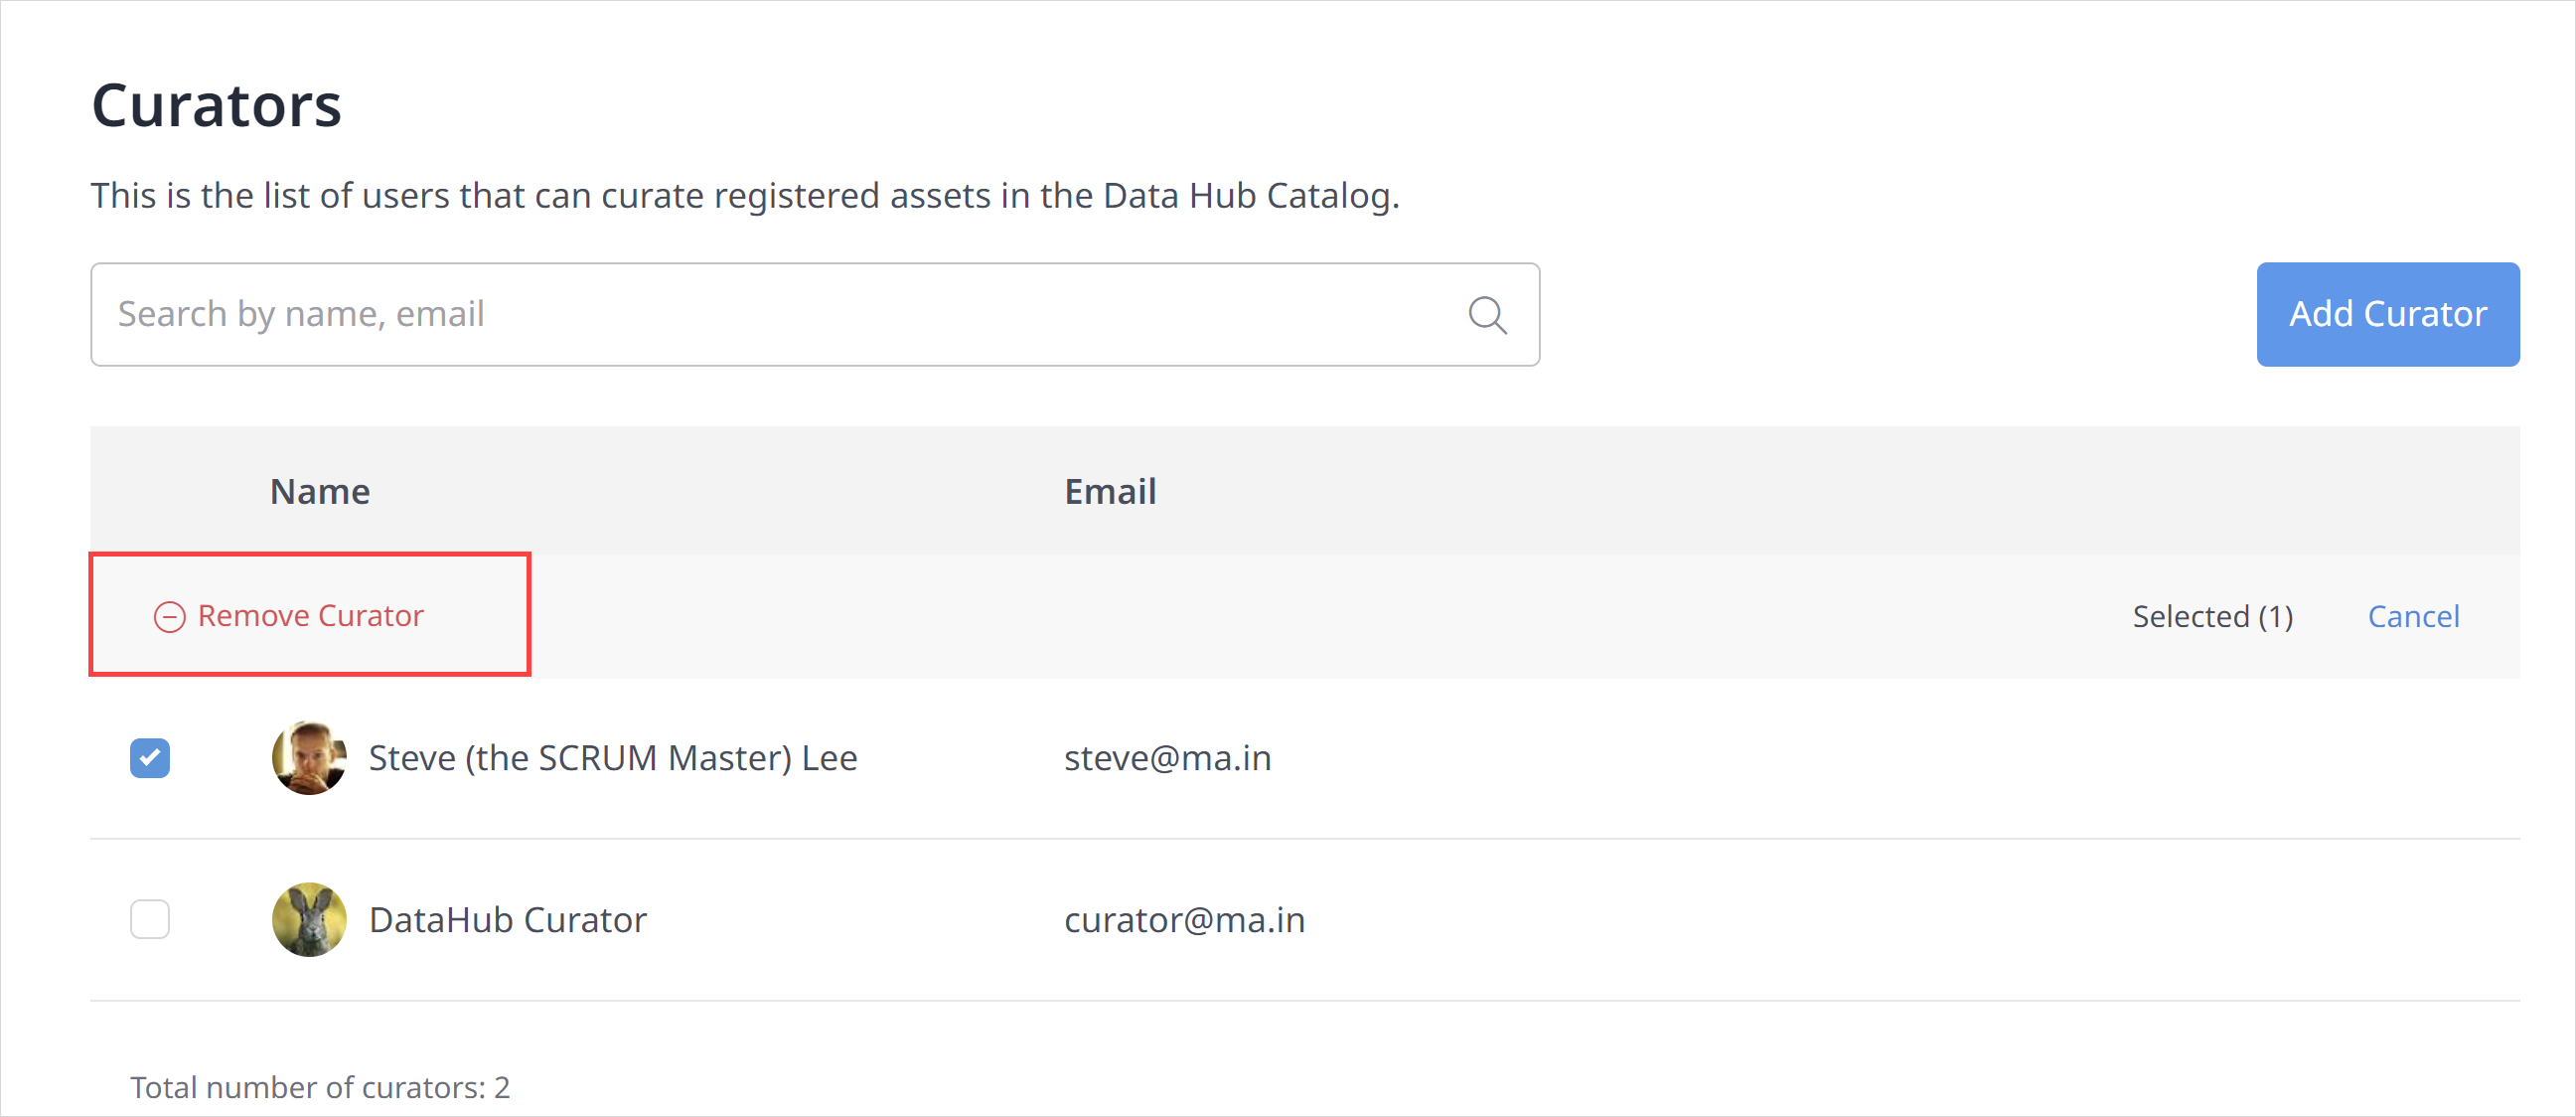 Curators
This is the list of users that can curate registered assets in the Data Hub Catalog.
Search by name, email
Add Curator
Name Email
Remove Curator Selected (1) Cancel
Steve (the SCRUM Master) Lee steve@ma.in
DataHub Curator curator@ma.in
Total number of curators: 2